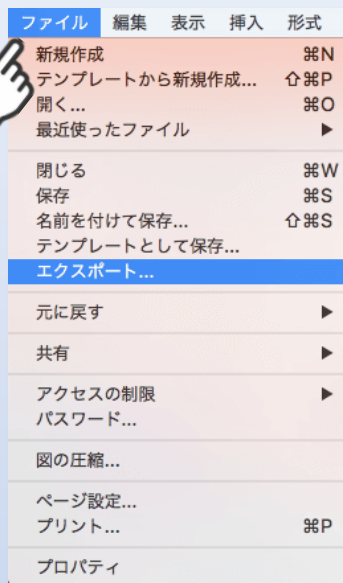 ファイル 編集 表示 挿入 形式
新規作成 ⌘N
テンプレートから新規作成... ⇧⌘P
開く... ⌘O
最近使ったファイル ▶
閉じる ⌘W
保存 ⌘S
名前を付けて保存... ⇧⌘S
テンプレートとして保存...
エクスポート...
元に戻す ▶
共有 ▶
アクセスの制限 ▶
パスワード...
図の圧縮...
ページ設定...
プリント... ⌘P
プロパティ